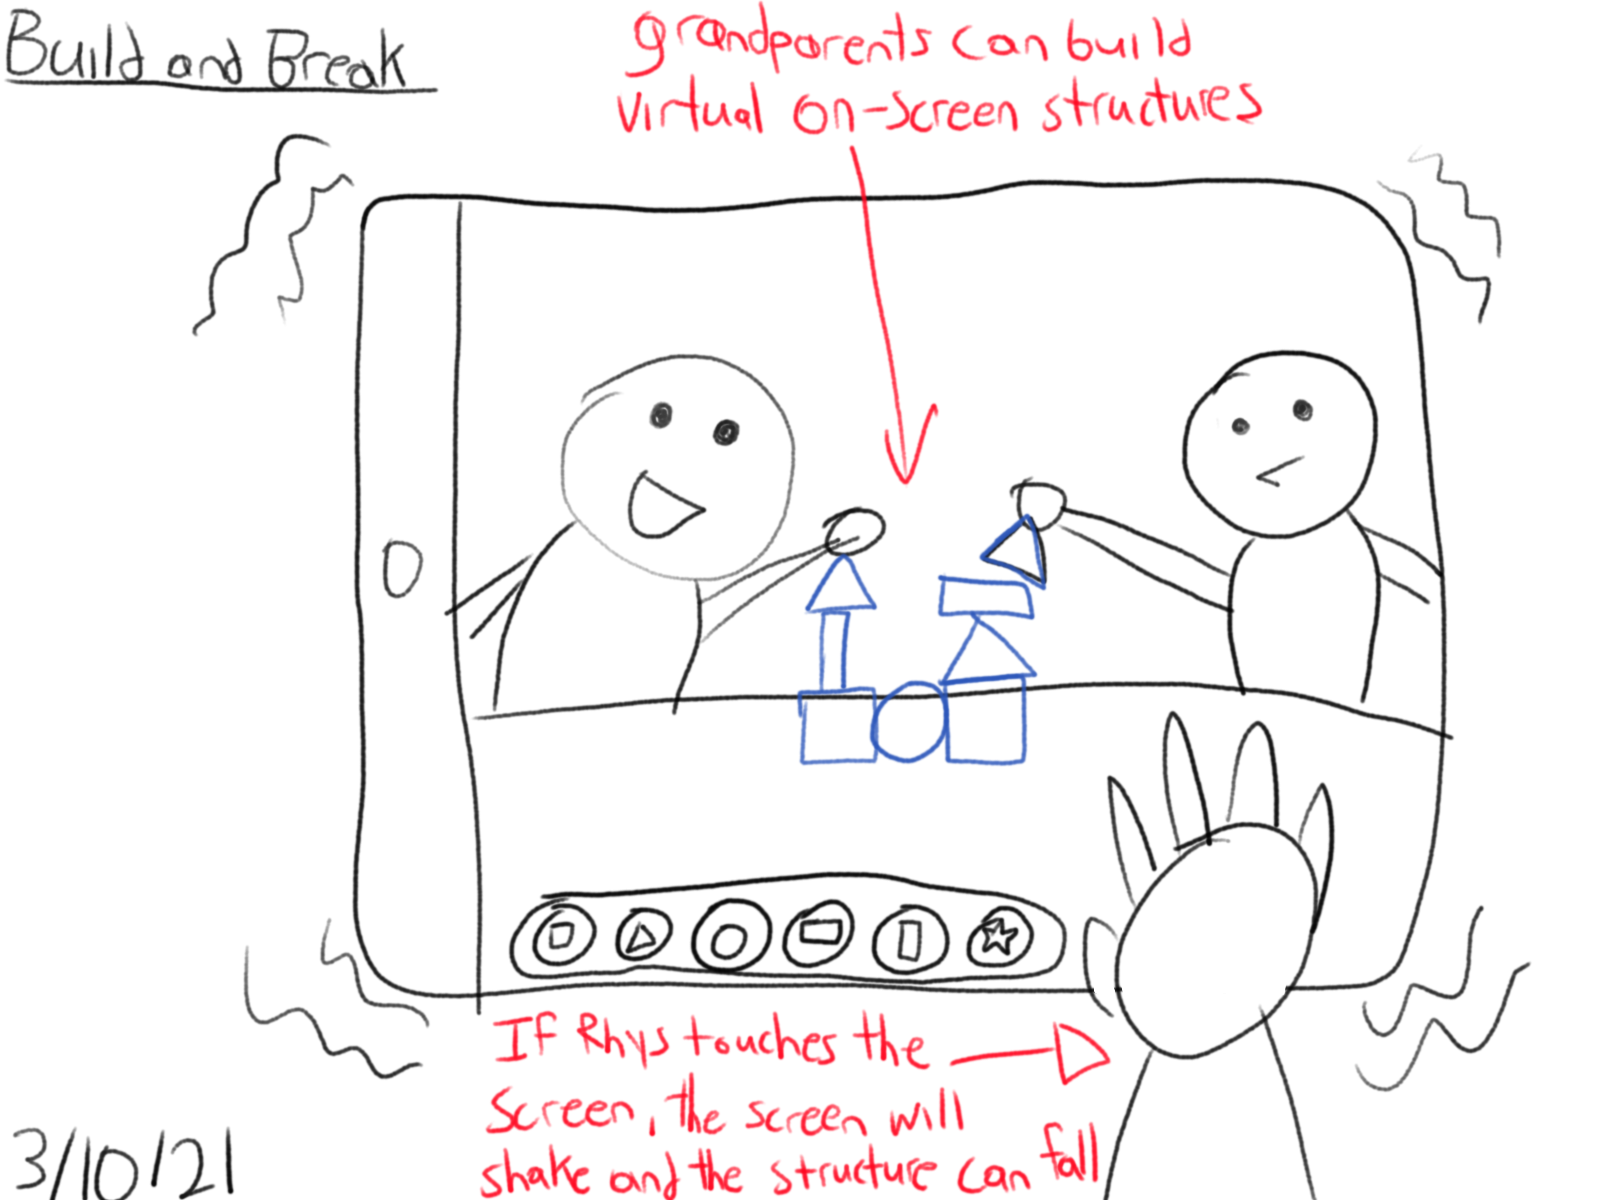 Build and Break
grandparents can build
virtual on-screen structures
If Rhys touches the
screen, the screen will
shake and the structure can fall
3/10/21